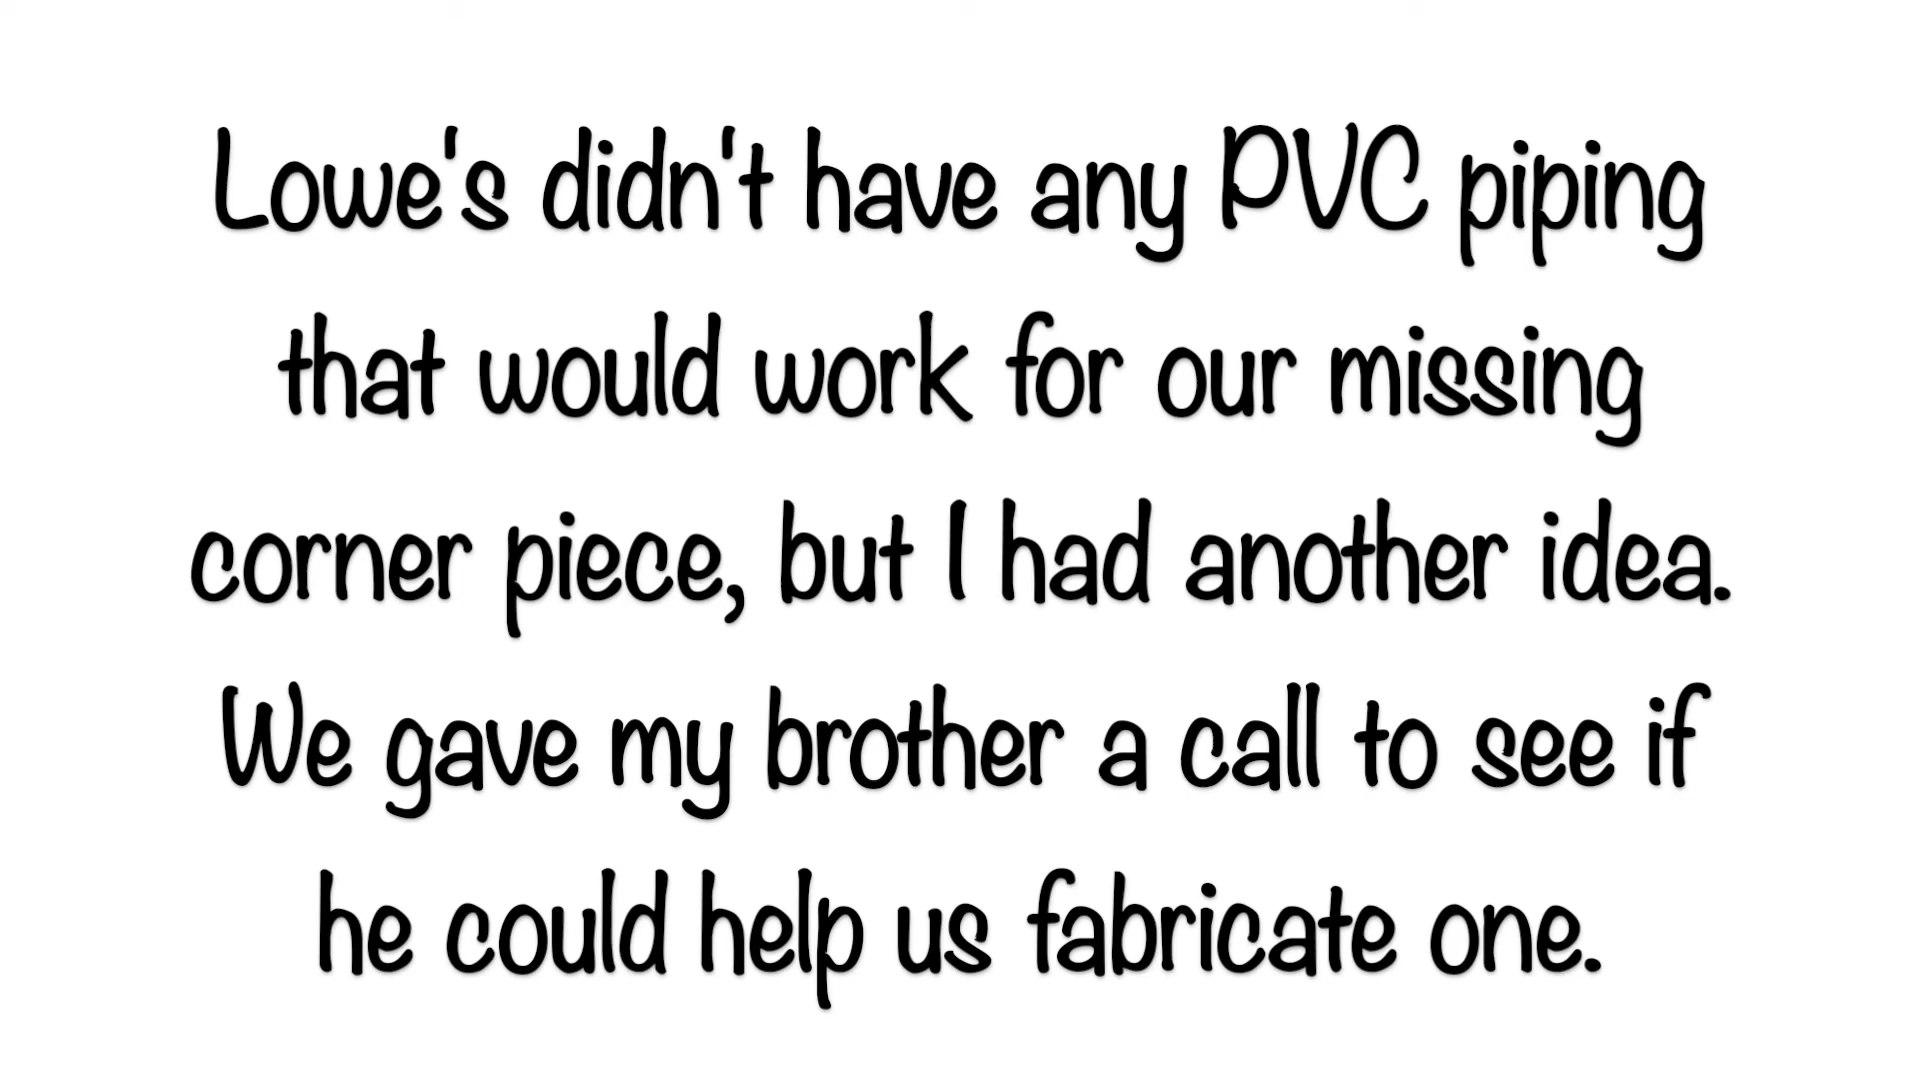 Lowe's didn't have any PVC piping
that would work for our missing
corner piece, but I had another idea.
We gave my brother a call to see if
he could help us fabricate one.